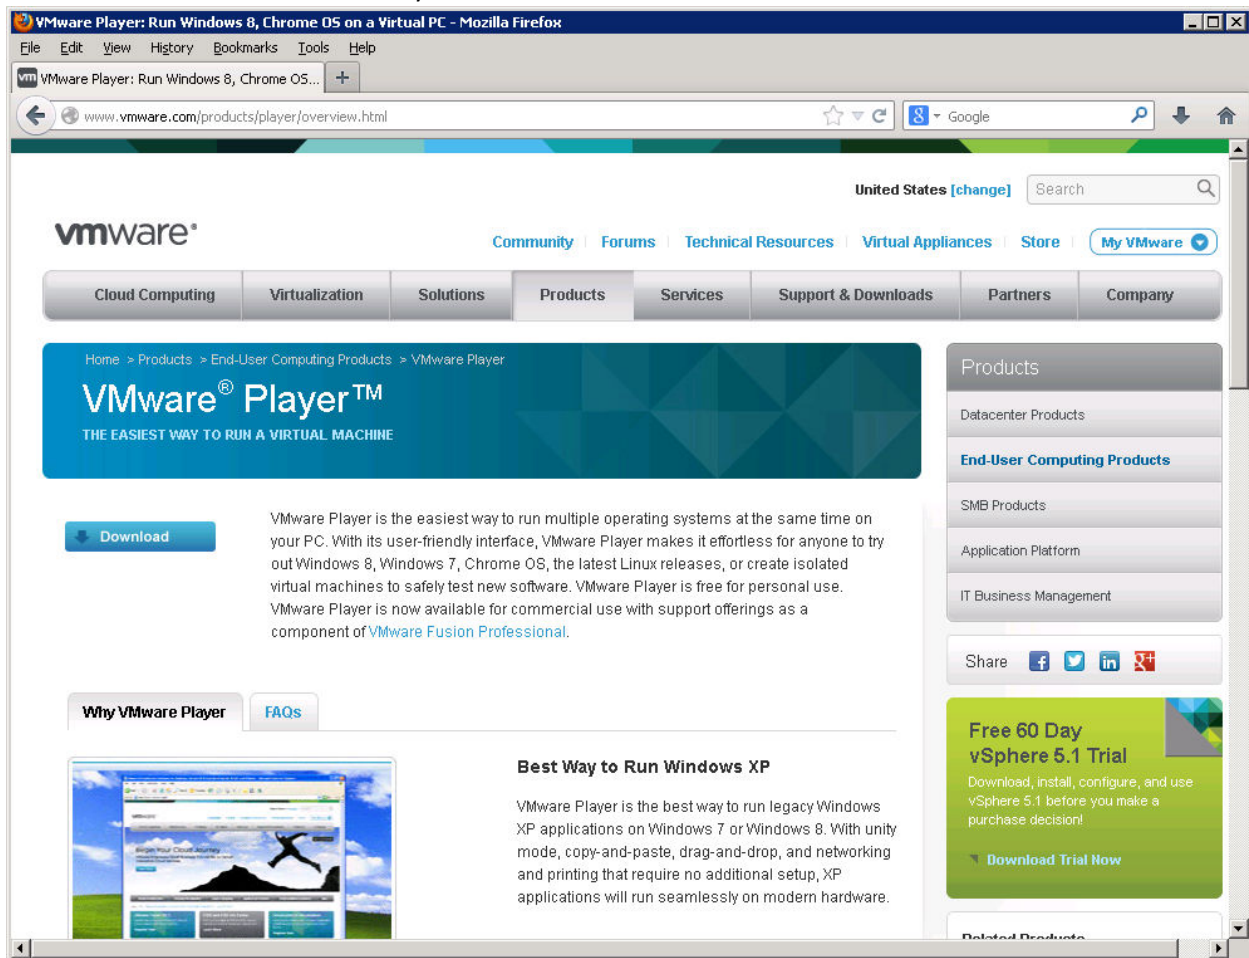 VMware Player: Run Windows 8, Chrome OS on a Virtual PC - Mozilla Firefox
File Edit View History Bookmarks Tools Help
VMware Player: Run Windows 8, Chrome OS... +
www.vmware.com/products/player/overview.html
Google
United States [change] Search
vmware
Community Forums Technical Resources Virtual Appliances Store My VMware
Cloud Computing Virtualization Solutions Products Services Support & Downloads Partners Company
Home > Products > End-User Computing Products > VMware Player
VMware® Player™
THE EASIEST WAY TO RUN A VIRTUAL MACHINE
Products
Datacenter Products
End-User Computing Products
SMB Products
Application Platform
IT Business Management
Download
VMware Player is the easiest way to run multiple operating systems at the same time on
your PC. With its user-friendly interface, VMware Player makes it effortless for anyone to try
out Windows 8, Windows 7, Chrome OS, the latest Linux releases, or create isolated
virtual machines to safely test new software. VMware Player is free for personal use.
VMware Player is now available for commercial use with support offerings as a
component of VMware Fusion Professional.
Share
Why VMware Player FAQs
Best Way to Run Windows XP
VMware Player is the best way to run legacy Windows
XP applications on Windows 7 or Windows 8. With unity
mode, copy-and-paste, drag-and-drop, and networking
and printing that require no additional setup, XP
applications will run seamlessly on modern hardware.
Free 60 Day
vSphere 5.1 Trial
Download, install, configure, and use
vSphere 5.1 before you make a
purchase decision!
Download Trial Now
Related Products